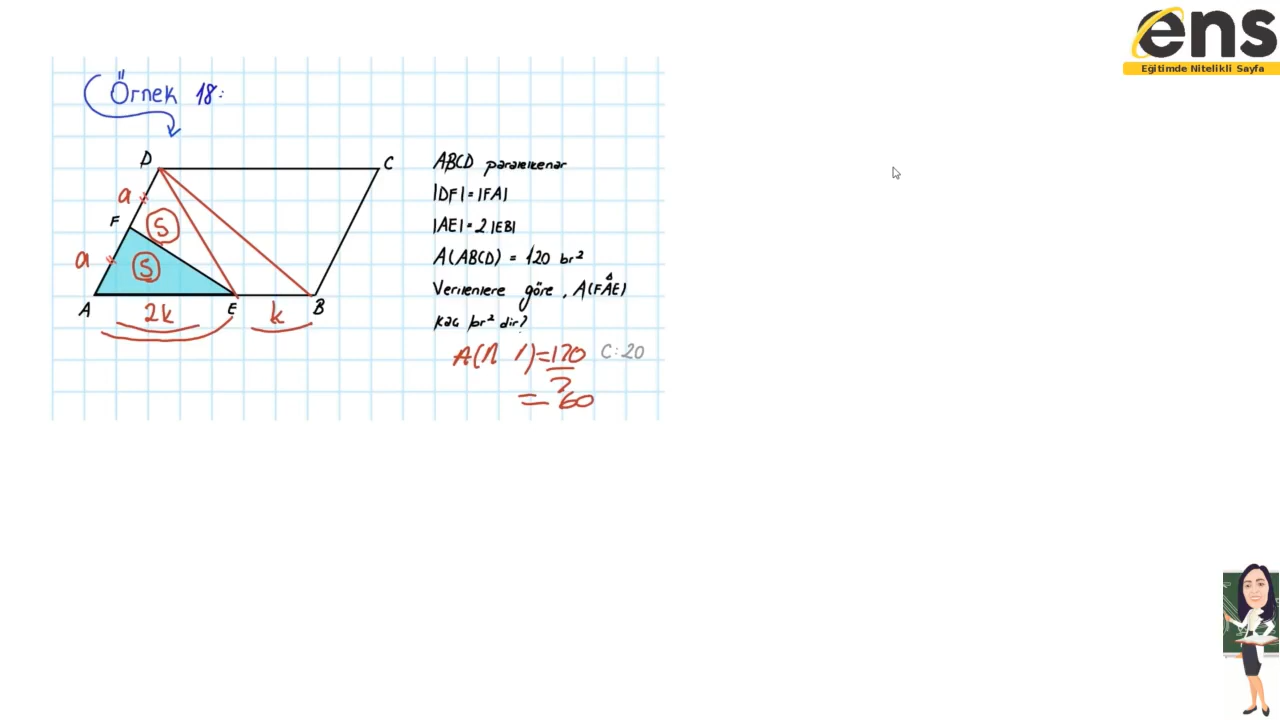 ens
Eğitimde Nitelikli Sayfa
Örnek 18:
D
C
a
F
S
a
S
A
2k
E
k
B
ABCD paralelkenar
|DF|=|FA|
|AE|=2|EB|
A(ABCD) = 120 br²
Verilenlere göre, A(FAE)
kaç br² dir?
=120
C:20
2
= 60